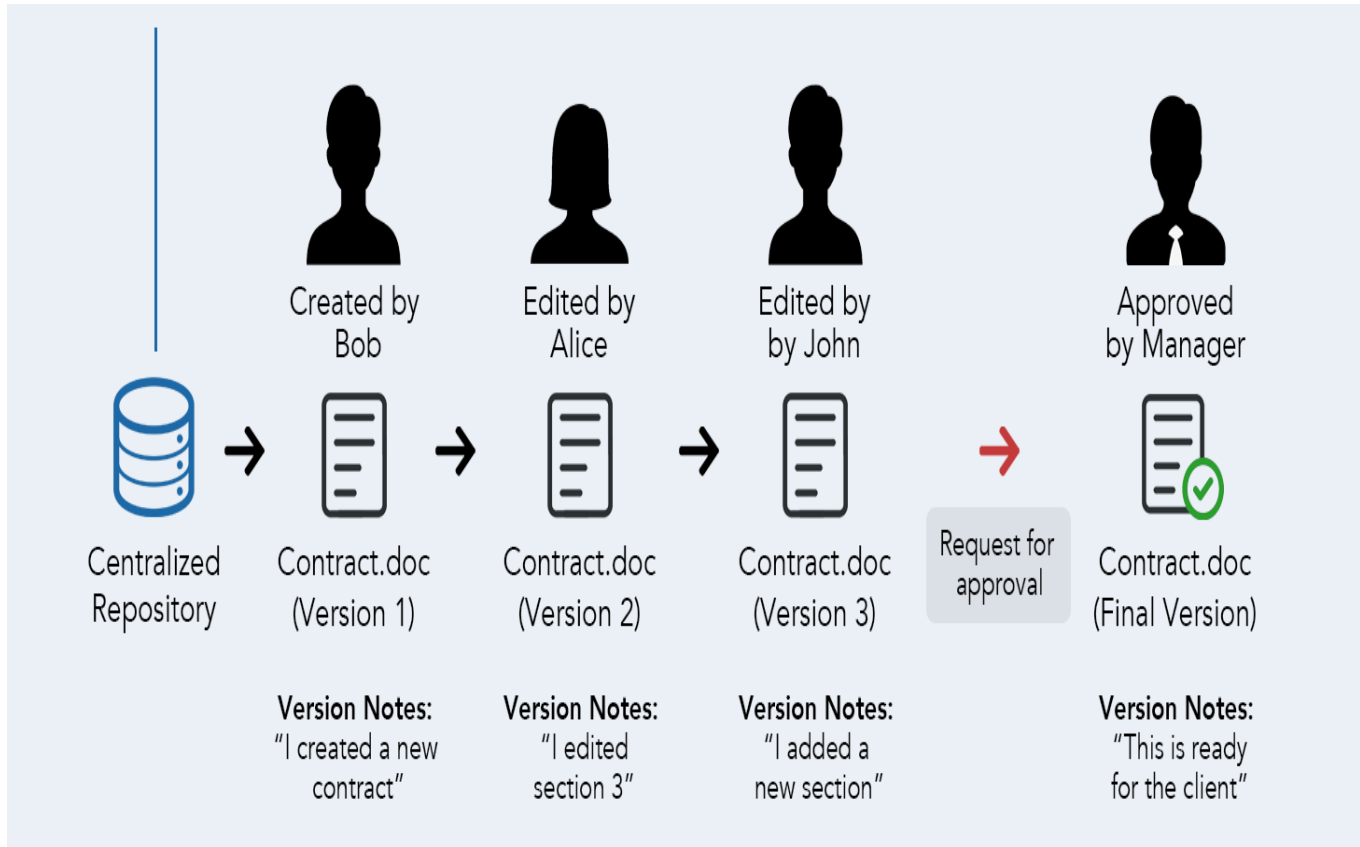 Created by
Bob
Edited by
Alice
Edited by
by John
Approved
by Manager
Centralized
Repository
Contract.doc
(Version 1)
Contract.doc
(Version 2)
Contract.doc
(Version 3)
Request for
approval
Contract.doc
(Final Version)
Version Notes:
“I created a new
contract”
Version Notes:
“I edited
section 3”
Version Notes:
“I added a
new section”
Version Notes:
“This is ready
for the client”